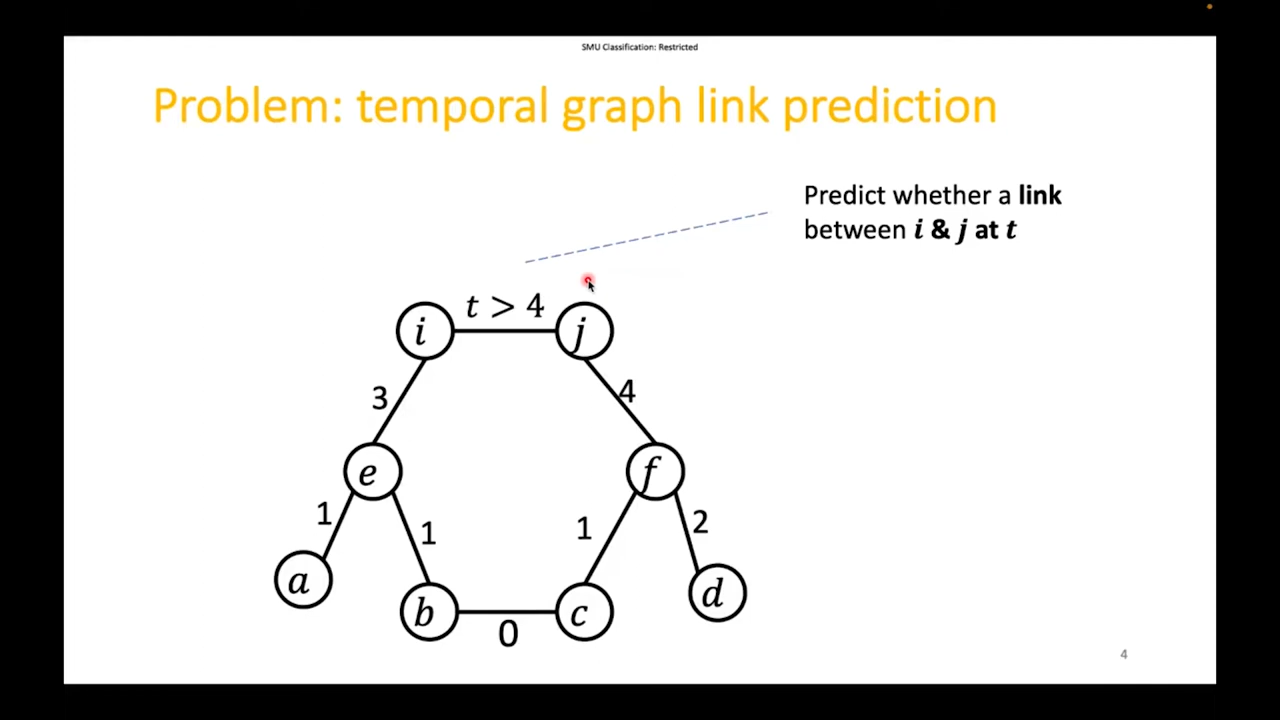 SMU Classification: Restricted
Problem: temporal graph link prediction
Predict whether a link
between i & j at t
t > 4
i
j
3
4
e
f
1
1
1
2
a
b
c
d
0
4